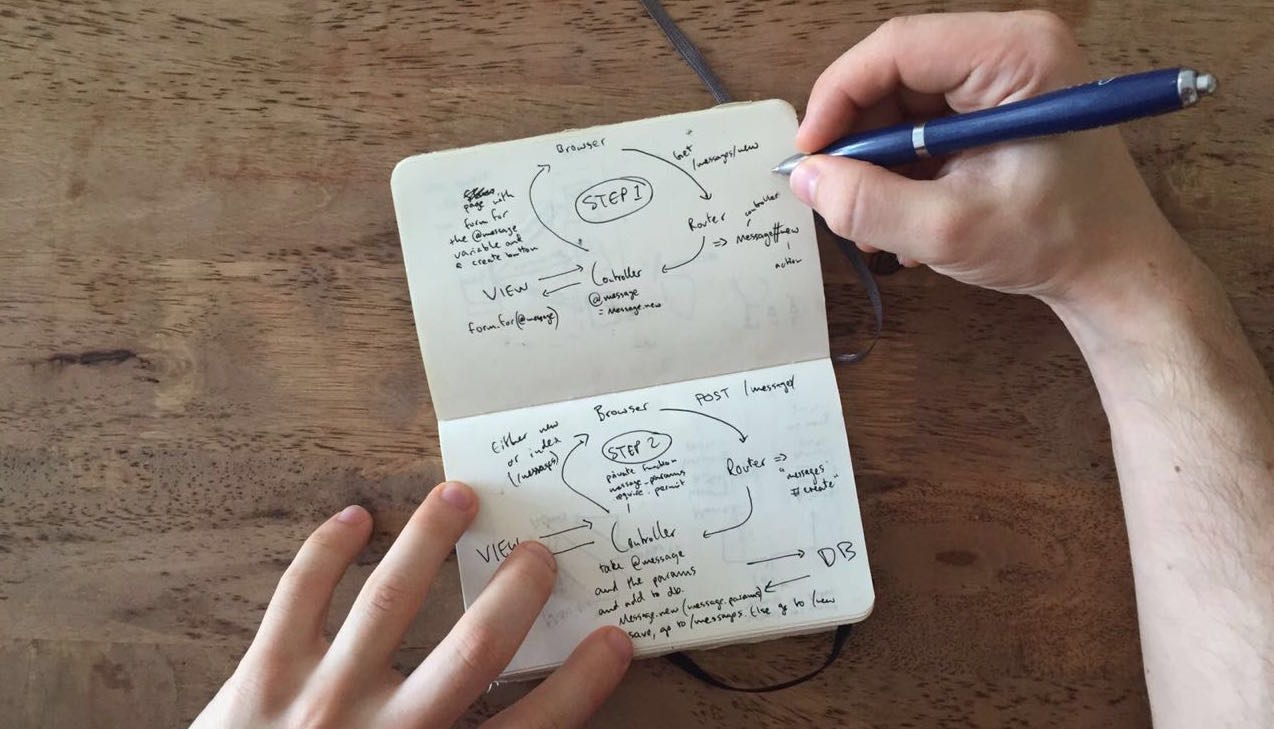 Browser
Get
/messages/new
STEP 1
page with
form for
the @message
variable and
a create button
Router
controller
=> Message#new
action
VIEW
Controller
@message
= Message.new
form_for(@message)
Browser
POST /messages/
Either new
or index
(/messages)
STEP 2
private function
message_params
require . permit
Router =>
"messages
#create"
VIEW
Controller
DB
take @message
and the params
and add to db.
Message.new(message.params)
save, go to /messages. Else go to /new